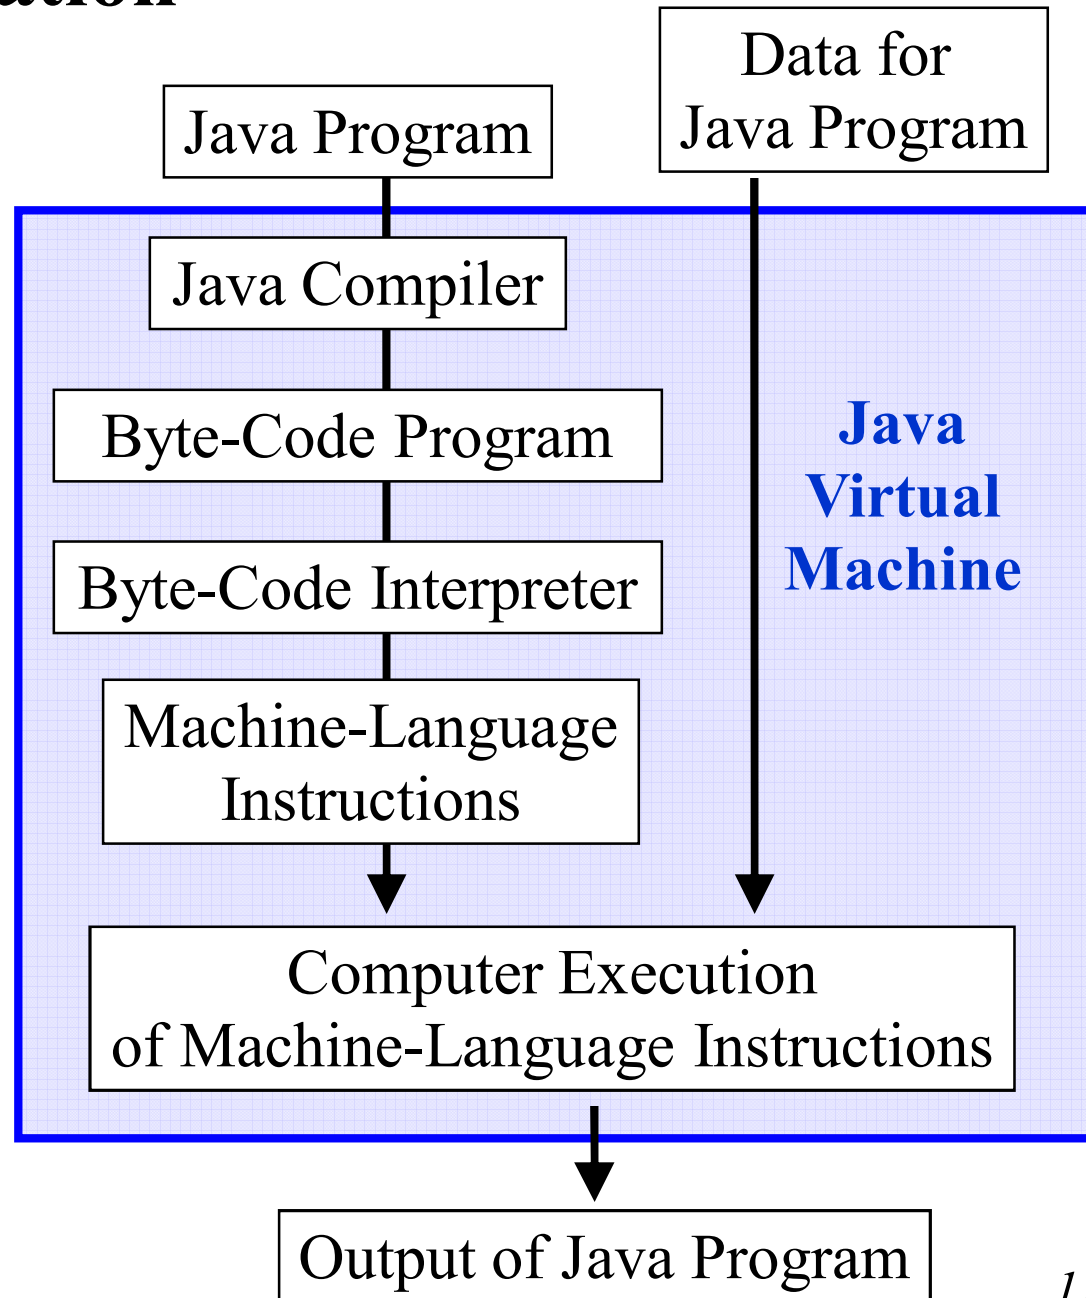 Data for
Java Program
Java Program
Java Compiler
Byte-Code Program
Java
Virtual
Machine
Byte-Code Interpreter
Machine-Language
Instructions
Computer Execution
of Machine-Language Instructions
Output of Java Program